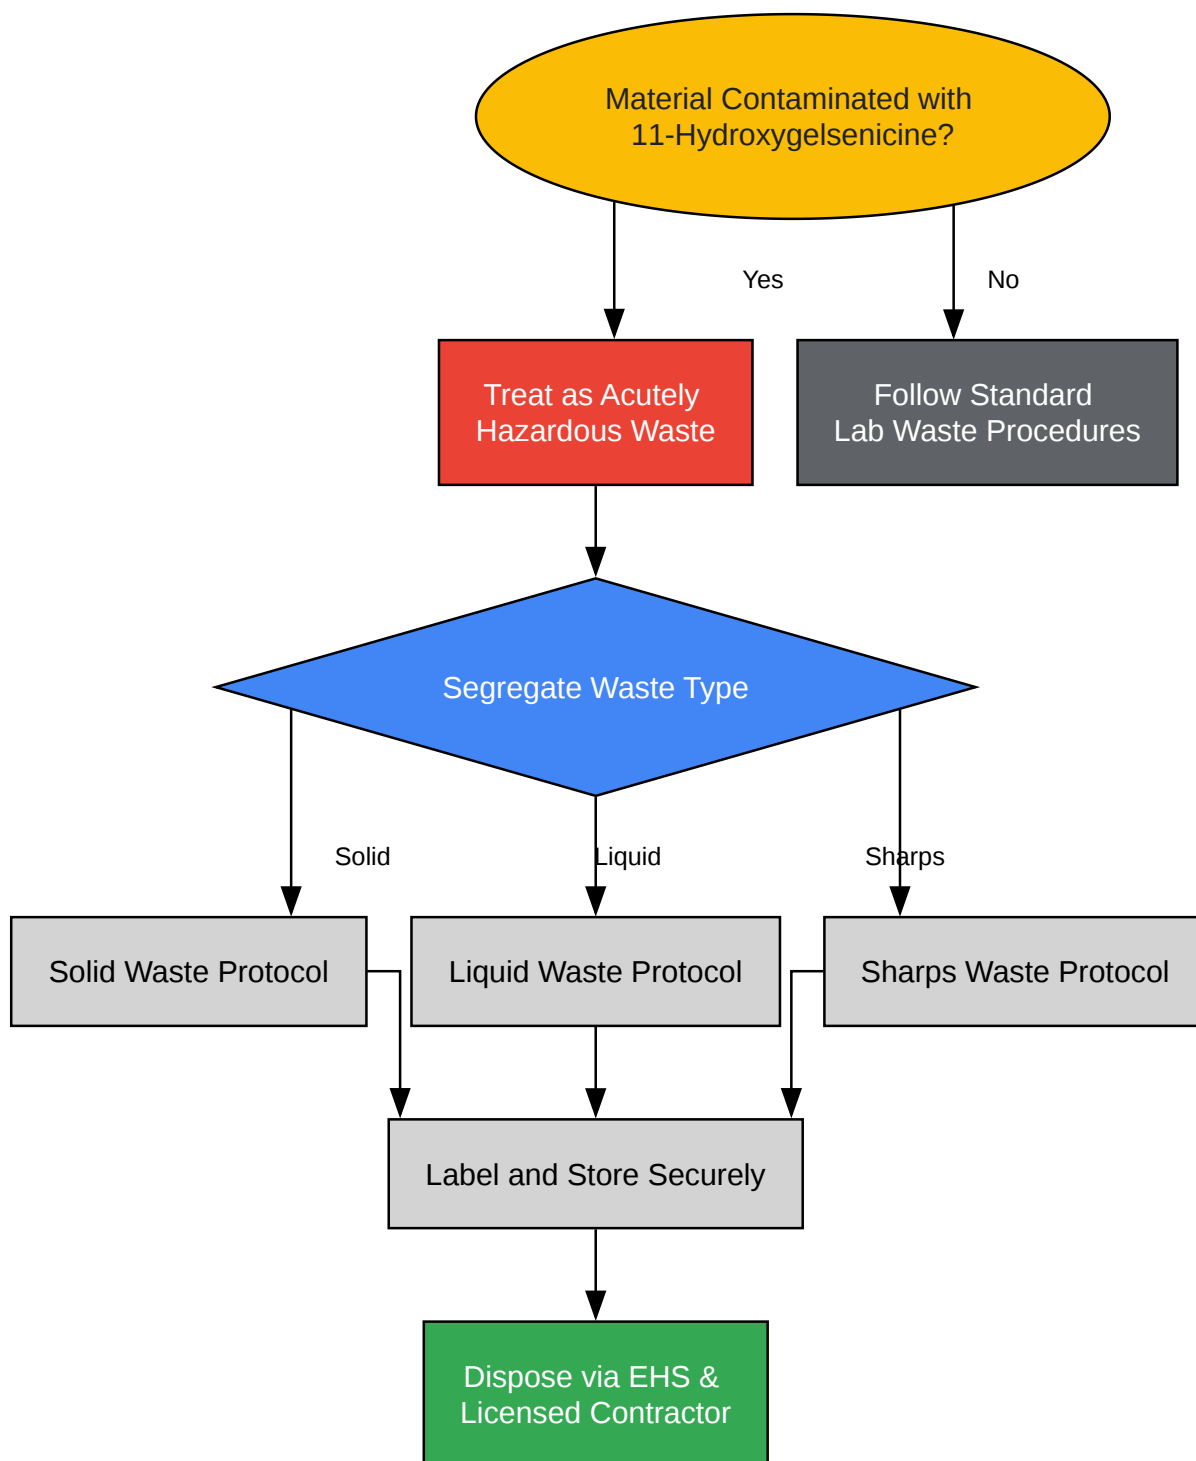 Material Contaminated with
11-Hydroxygelsenicine?
Yes
No
Treat as Acutely
Hazardous Waste
Follow Standard
Lab Waste Procedures
Segregate Waste Type
Solid
Liquid
Sharps
Solid Waste Protocol
Liquid Waste Protocol
Sharps Waste Protocol
Label and Store Securely
Dispose via EHS &
Licensed Contractor